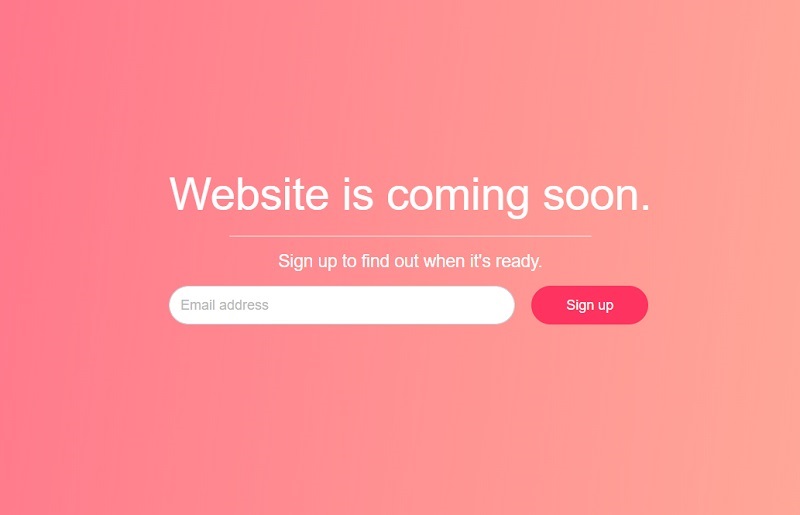 Website is coming soon.
Sign up to find out when it's ready.
Email address
Sign up